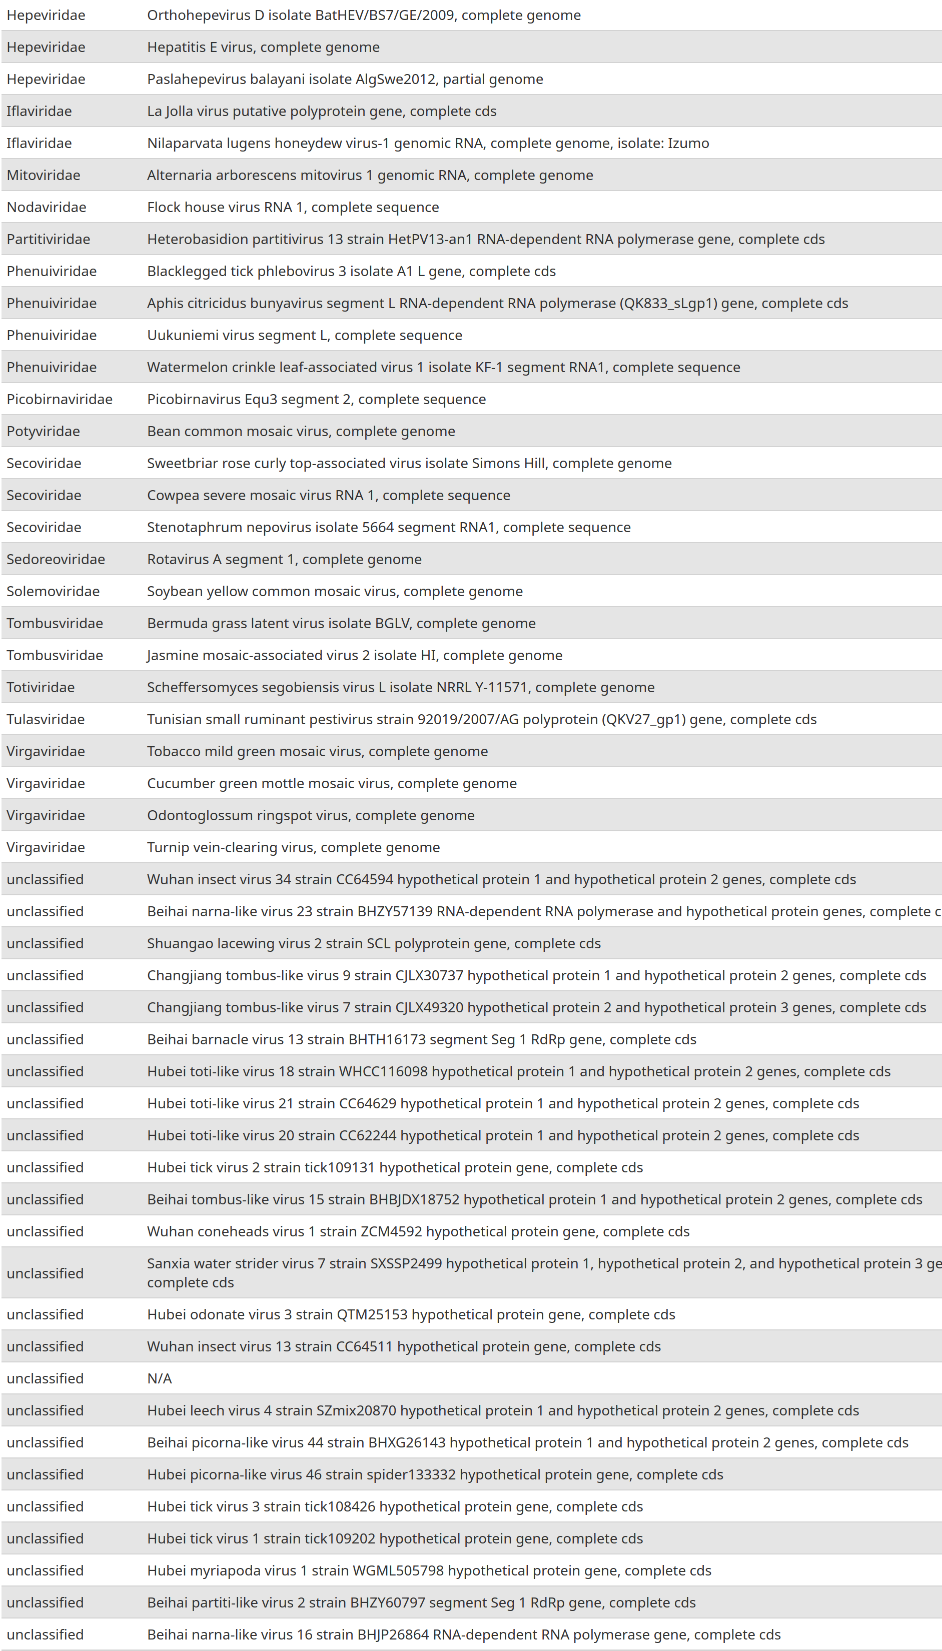 Hepeviridae Orthohepevirus D isolate BatHEV/BS7/GE/2009, complete genome
Hepeviridae Hepatitis E virus, complete genome
Hepeviridae Paslahepevirus balayani isolate AlgSwe2012, partial genome
Iflaviridae La Jolla virus putative polyprotein gene, complete cds
Iflaviridae Nilaparvata lugens honeydew virus-1 genomic RNA, complete genome, isolate: Izumo
Mitoviridae Alternaria arborescens mitovirus 1 genomic RNA, complete genome
Nodaviridae Flock house virus RNA 1, complete sequence
Partitiviridae Heterobasidion partitivirus 13 strain HetPV13-an1 RNA-dependent RNA polymerase gene, complete cds
Phenuiviridae Blacklegged tick phlebovirus 3 isolate A1 L gene, complete cds
Phenuiviridae Aphis citricidus bunyavirus segment L RNA-dependent RNA polymerase (QK833_sLgp1) gene, complete cds
Phenuiviridae Uukuniemi virus segment L, complete sequence
Phenuiviridae Watermelon crinkle leaf-associated virus 1 isolate KF-1 segment RNA1, complete sequence
Picobirnaviridae Picobirnavirus Equ3 segment 2, complete sequence
Potyviridae Bean common mosaic virus, complete genome
Secoviridae Sweetbriar rose curly top-associated virus isolate Simons Hill, complete genome
Secoviridae Cowpea severe mosaic virus RNA 1, complete sequence
Secoviridae Stenotaphrum nepovirus isolate 5664 segment RNA1, complete sequence
Sedoreoviridae Rotavirus A segment 1, complete genome
Solemoviridae Soybean yellow common mosaic virus, complete genome
Tombusviridae Bermuda grass latent virus isolate BGLV, complete genome
Tombusviridae Jasmine mosaic-associated virus 2 isolate HI, complete genome
Totiviridae Scheffersomyces segobiensis virus L isolate NRRL Y-11571, complete genome
Tulasviridae Tunisian small ruminant pestivirus strain 92019/2007/AG polyprotein (QKV27_gp1) gene, complete cds
Virgaviridae Tobacco mild green mosaic virus, complete genome
Virgaviridae Cucumber green mottle mosaic virus, complete genome
Virgaviridae Odontoglossum ringspot virus, complete genome
Virgaviridae Turnip vein-clearing virus, complete genome
unclassified Wuhan insect virus 34 strain CC64594 hypothetical protein 1 and hypothetical protein 2 genes, complete cds
unclassified Beihai narna-like virus 23 strain BHZY57139 RNA-dependent RNA polymerase and hypothetical protein genes, complete c
unclassified Shuangao lacewing virus 2 strain SCL polyprotein gene, complete cds
unclassified Changjiang tombus-like virus 9 strain CJLX30737 hypothetical protein 1 and hypothetical protein 2 genes, complete cds
unclassified Changjiang tombus-like virus 7 strain CJLX49320 hypothetical protein 2 and hypothetical protein 3 genes, complete cds
unclassified Beihai barnacle virus 13 strain BHTH16173 segment Seg 1 RdRp gene, complete cds
unclassified Hubei toti-like virus 18 strain WHCC116098 hypothetical protein 1 and hypothetical protein 2 genes, complete cds
unclassified Hubei toti-like virus 21 strain CC64629 hypothetical protein 1 and hypothetical protein 2 genes, complete cds
unclassified Hubei toti-like virus 20 strain CC62244 hypothetical protein 1 and hypothetical protein 2 genes, complete cds
unclassified Hubei tick virus 2 strain tick109131 hypothetical protein gene, complete cds
unclassified Beihai tombus-like virus 15 strain BHBJDX18752 hypothetical protein 1 and hypothetical protein 2 genes, complete cds
unclassified Wuhan coneheads virus 1 strain ZCM4592 hypothetical protein gene, complete cds
unclassified Sanxia water strider virus 7 strain SXSSP2499 hypothetical protein 1, hypothetical protein 2, and hypothetical protein 3 ge
complete cds
unclassified Hubei odonate virus 3 strain QTM25153 hypothetical protein gene, complete cds
unclassified Wuhan insect virus 13 strain CC64511 hypothetical protein gene, complete cds
unclassified N/A
unclassified Hubei leech virus 4 strain SZmix20870 hypothetical protein 1 and hypothetical protein 2 genes, complete cds
unclassified Beihai picorna-like virus 44 strain BHXG26143 hypothetical protein 1 and hypothetical protein 2 genes, complete cds
unclassified Hubei picorna-like virus 46 strain spider133332 hypothetical protein gene, complete cds
unclassified Hubei tick virus 3 strain tick108426 hypothetical protein gene, complete cds
unclassified Hubei tick virus 1 strain tick109202 hypothetical protein gene, complete cds
unclassified Hubei myriapoda virus 1 strain WGML505798 hypothetical protein gene, complete cds
unclassified Beihai partiti-like virus 2 strain BHZY60797 segment Seg 1 RdRp gene, complete cds
unclassified Beihai narna-like virus 16 strain BHJP26864 RNA-dependent RNA polymerase gene, complete cds